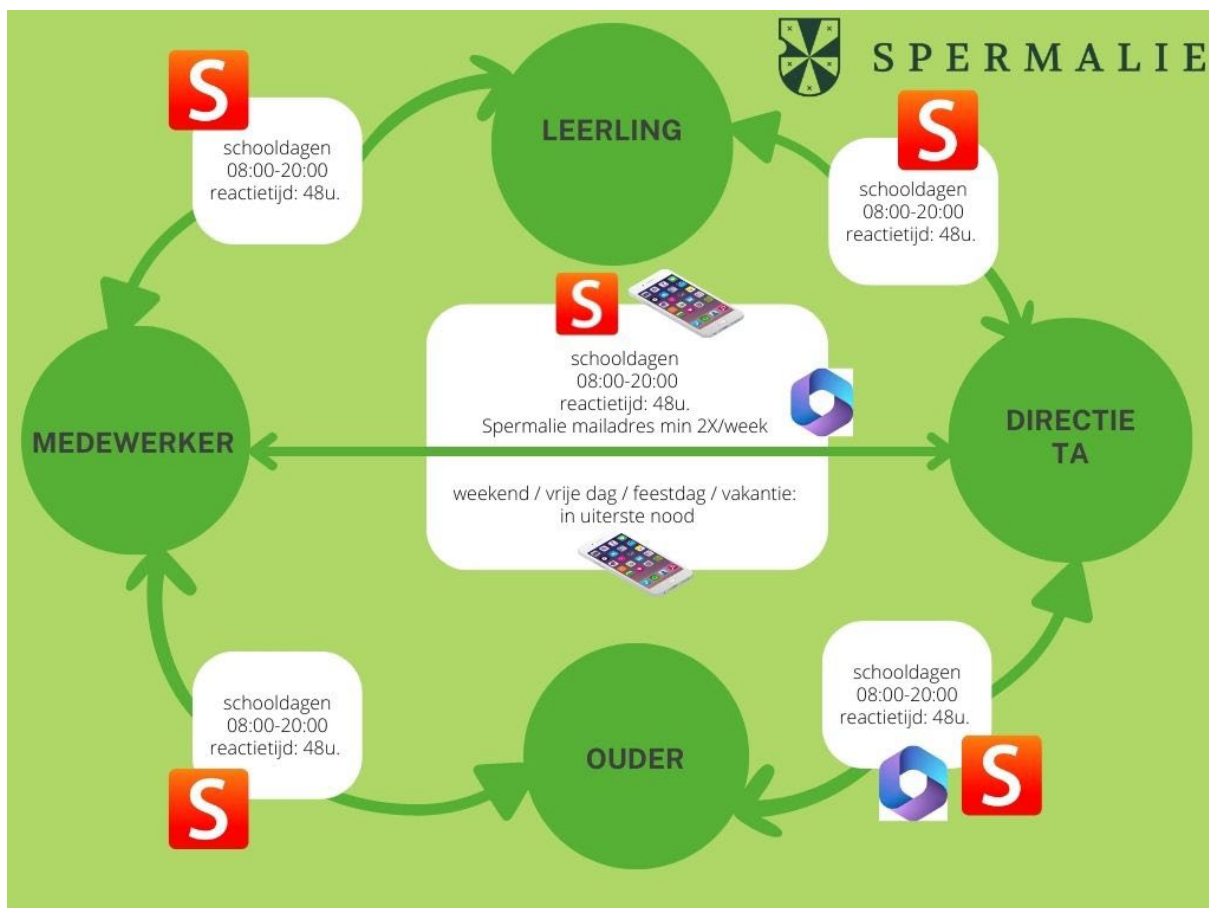 SPERMALIE
S
schooldagen
08:00-20:00
reactietijd: 48u.
LEERLING
S
schooldagen
08:00-20:00
reactietijd: 48u.
S
schooldagen
08:00-20:00
reactietijd: 48u.
Spermalie mailadres min 2X/week
MEDEWERKER
DIRECTIE
TA
weekend / vrije dag / feestdag / vakantie:
in uiterste nood
schooldagen
08:00-20:00
reactietijd: 48u.
S
OUDER
schooldagen
08:00-20:00
reactietijd: 48u.
S